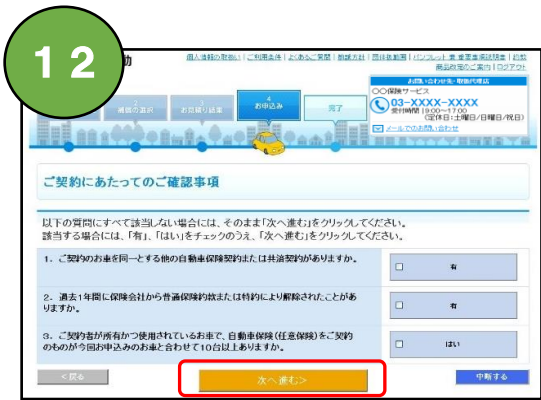 12
動
個人情報の取扱い｜ご利用条件｜よくあるご質問｜勧誘方針｜団体扱範囲｜パンフレット兼重要事項説明書｜約款
商品改定のご案内｜ログアウト
お問い合わせ先・取扱代理店
〇〇保険サービス
03-XXXX-XXXX
受付時間｜9:00～17:00
(定休日:土曜日/日曜日/祝日)
メールでのお問い合わせ
2
補償の選択
3
お見積り結果
4
お申込み
完了
ご契約にあたってのご確認事項
以下の質問にすべて該当しない場合には、そのまま「次へ進む」をクリックしてください。
該当する場合には、「有」、「はい」をチェックのうえ、「次へ進む」をクリックしてください。
1．ご契約のお車を同一とする他の自動車保険契約または共済契約がありますか。
有
2．過去1年間に保険会社から普通保険約款または特約により解除されたことがあ
りますか。
有
3．ご契約者が所有かつ使用されているお車で、自動車保険(任意保険)をご契約
のものが今回お申込みのお車と合わせて10台以上ありますか。
はい
＜戻る
次へ進む＞
中断する